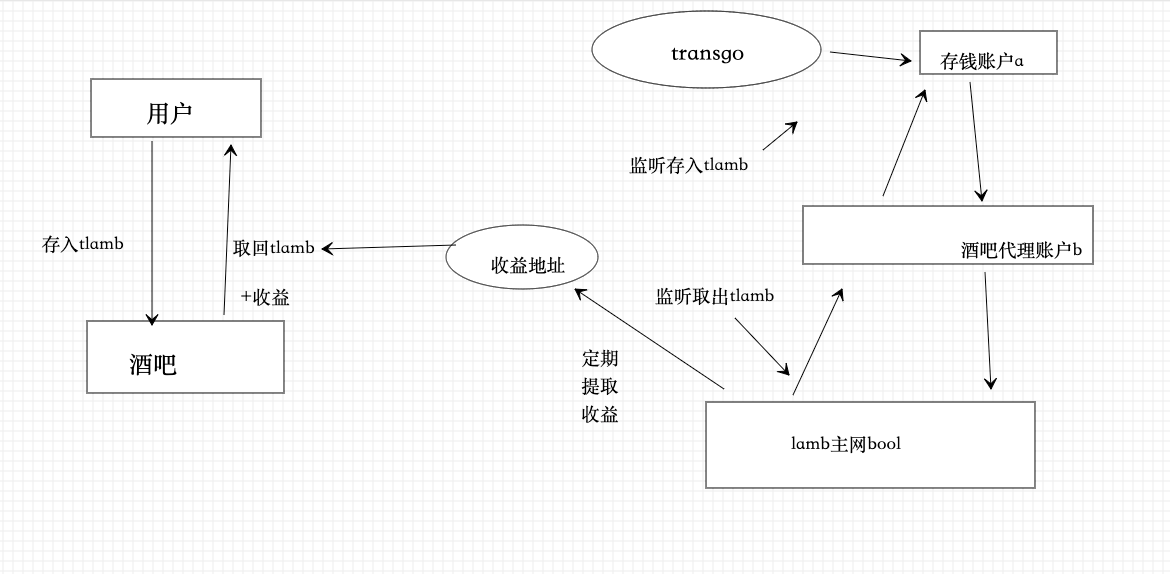 transgo
存钱账户a
用户
监听存入tlamb
存入tlamb
取回tlamb
酒吧代理账户b
收益地址
+收益
监听取出tlamb
酒吧
定期
提取
收益
lamb主网bool